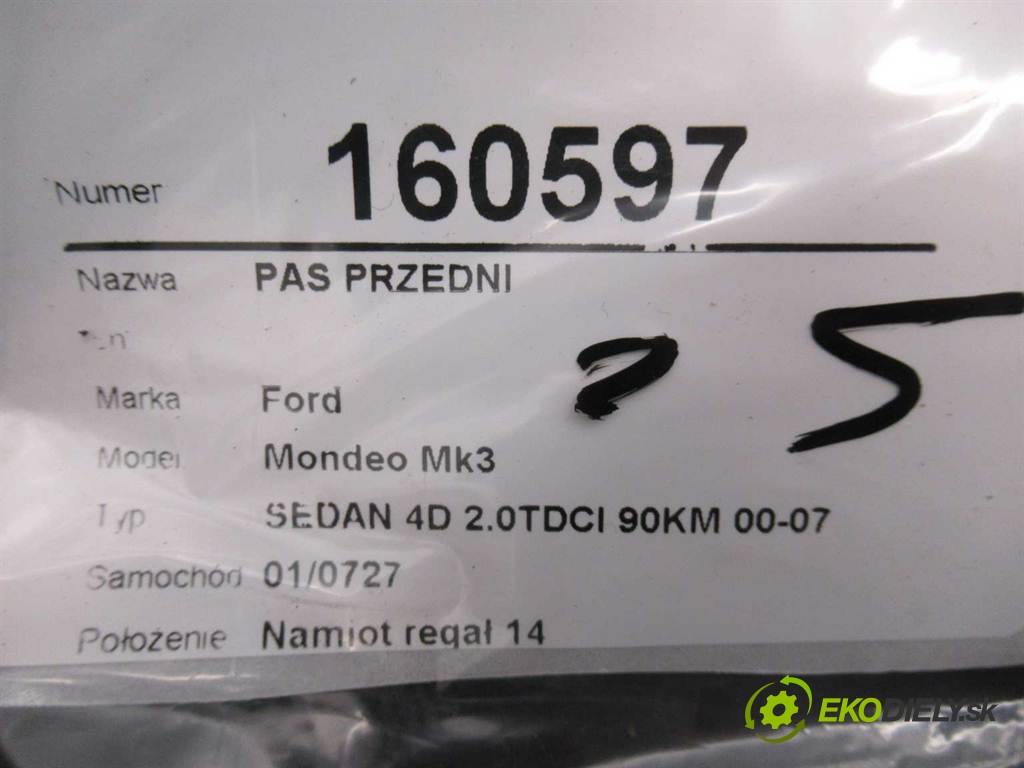 Numer 160597
Nazwa PAS PRZEDNI
Marka Ford
Model Mondeo Mk3
Typ SEDAN 4D 2.0TDCI 90KM 00-07
Samochód 01/0727
Położenie Namiot regał 14
5
EKODIELY.SK